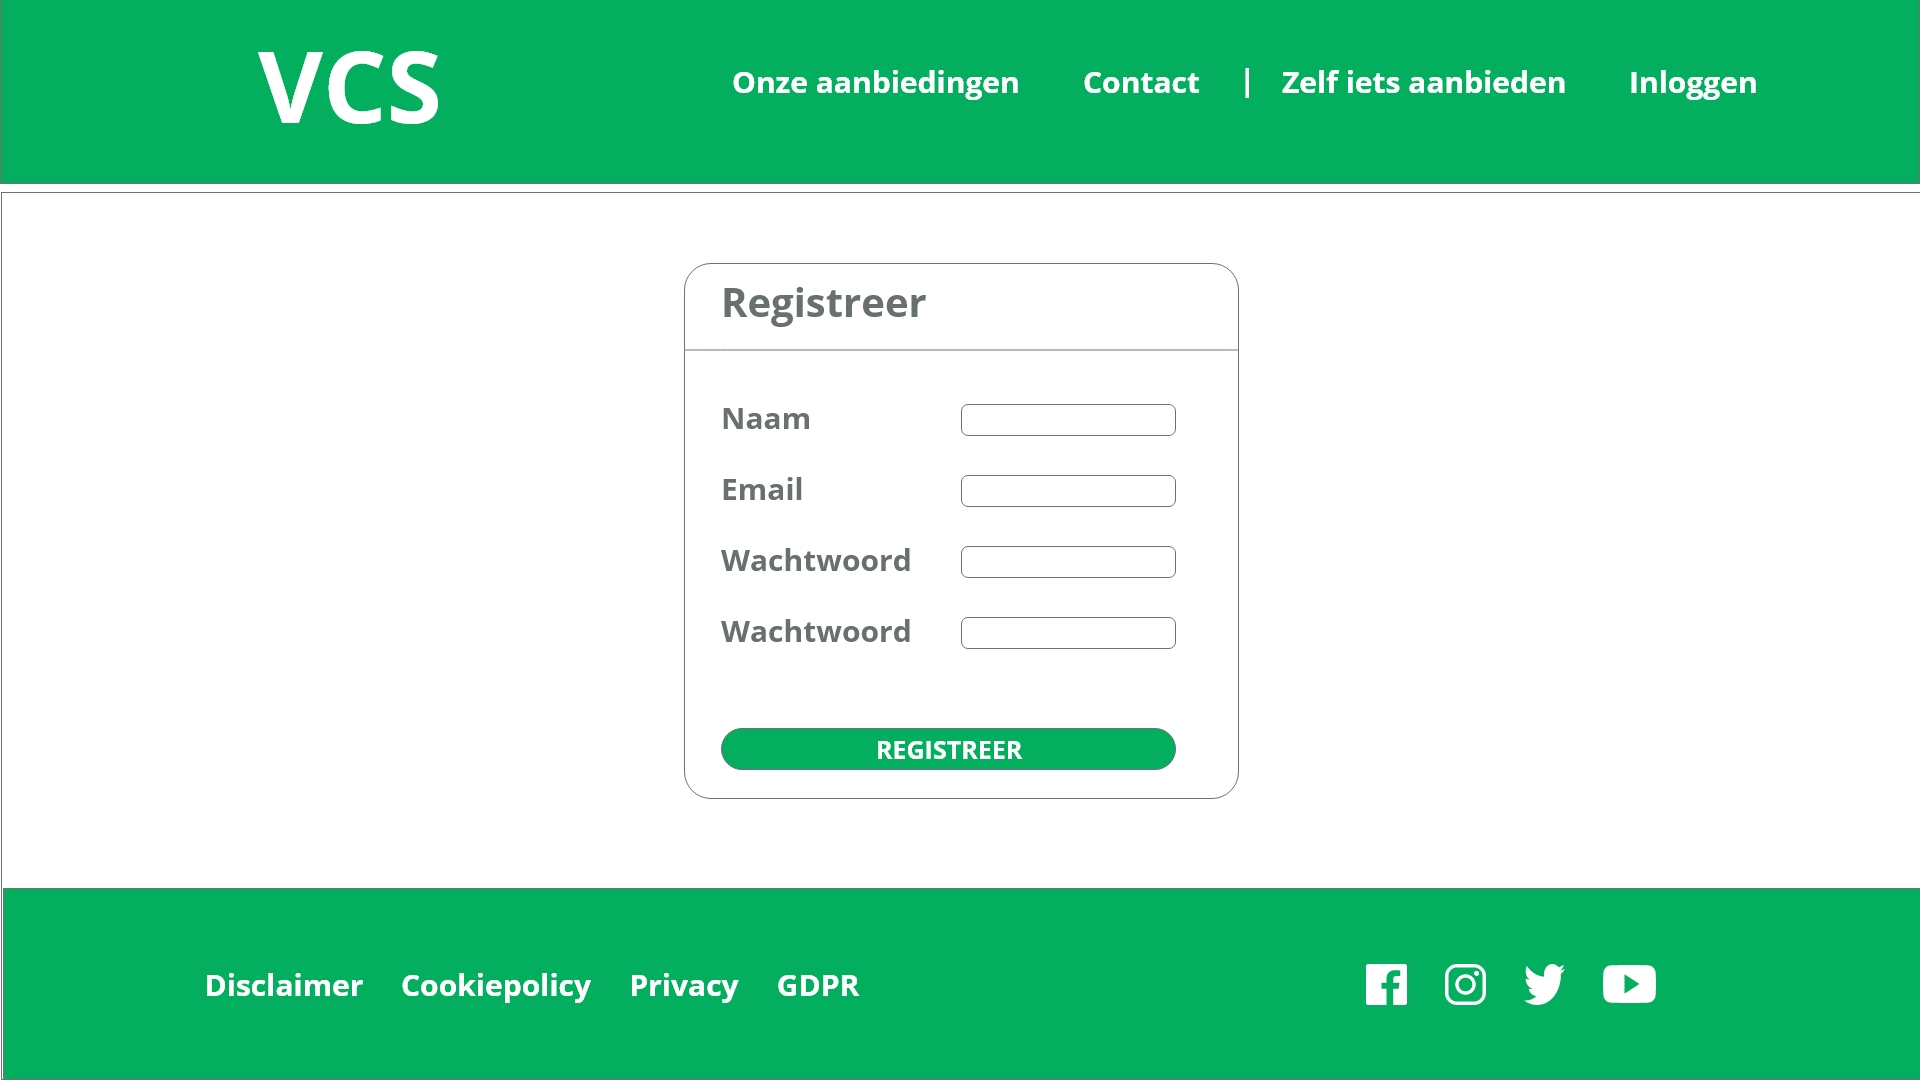 VCS
Onze aanbiedingen Contact | Zelf iets aanbieden Inloggen
Registreer
Naam
Email
Wachtwoord
Wachtwoord
REGISTREER
Disclaimer Cookiepolicy Privacy GDPR